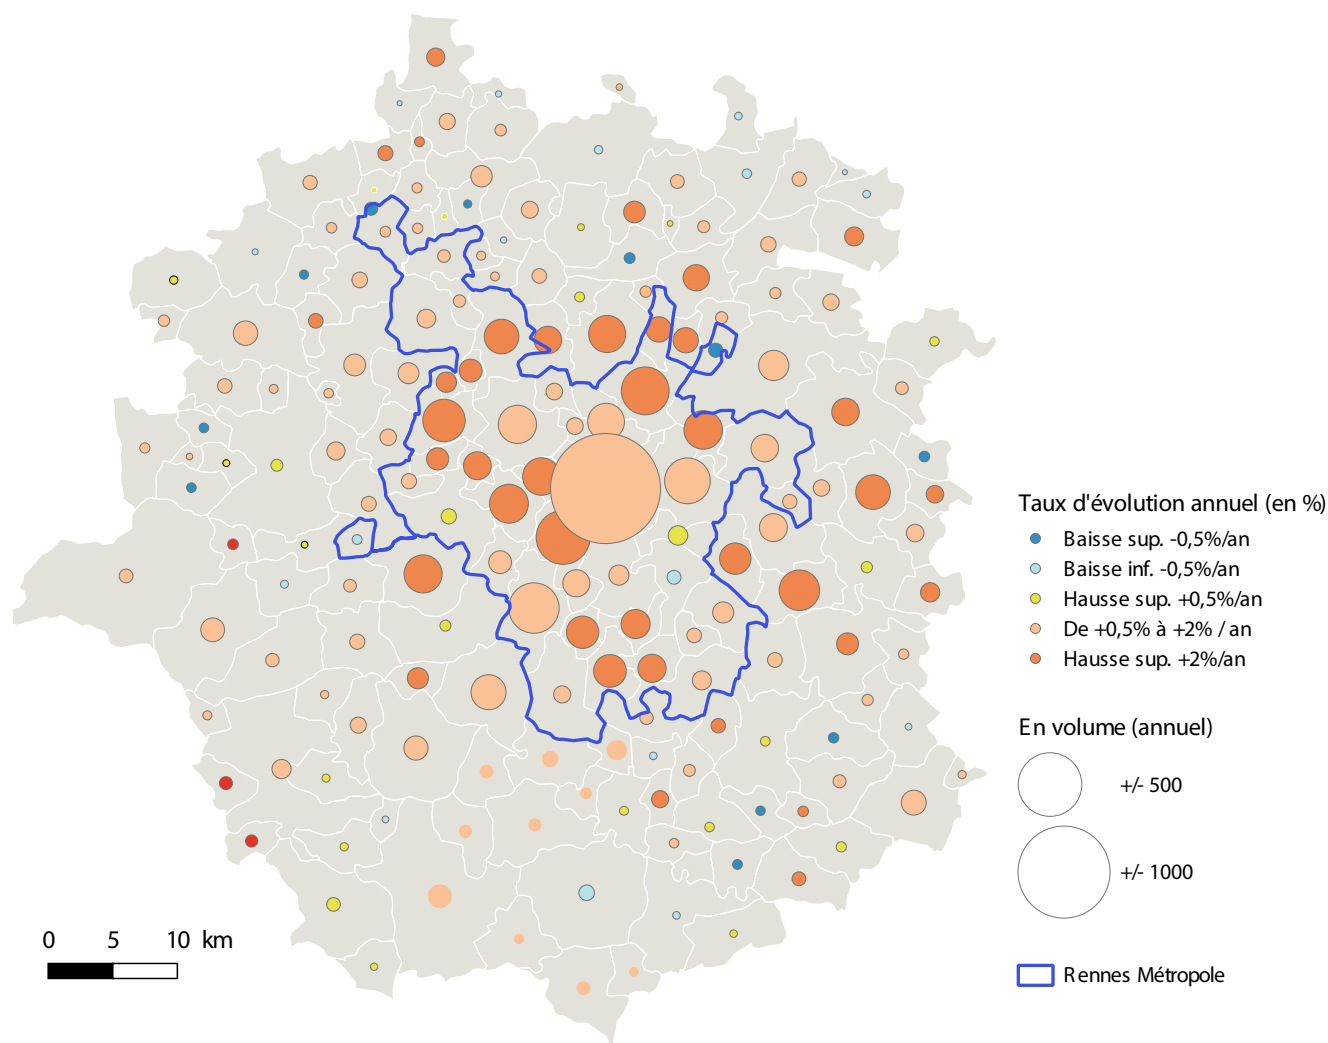 Taux d'évolution annuel (en %)
Baisse sup. -0,5%/an
Baisse inf. -0,5%/an
Hausse sup. +0,5%/an
De +0,5% à +2% / an
Hausse sup. +2%/an
En volume (annuel)
+/- 500
+/- 1000
Rennes Métropole
0 5 10 km